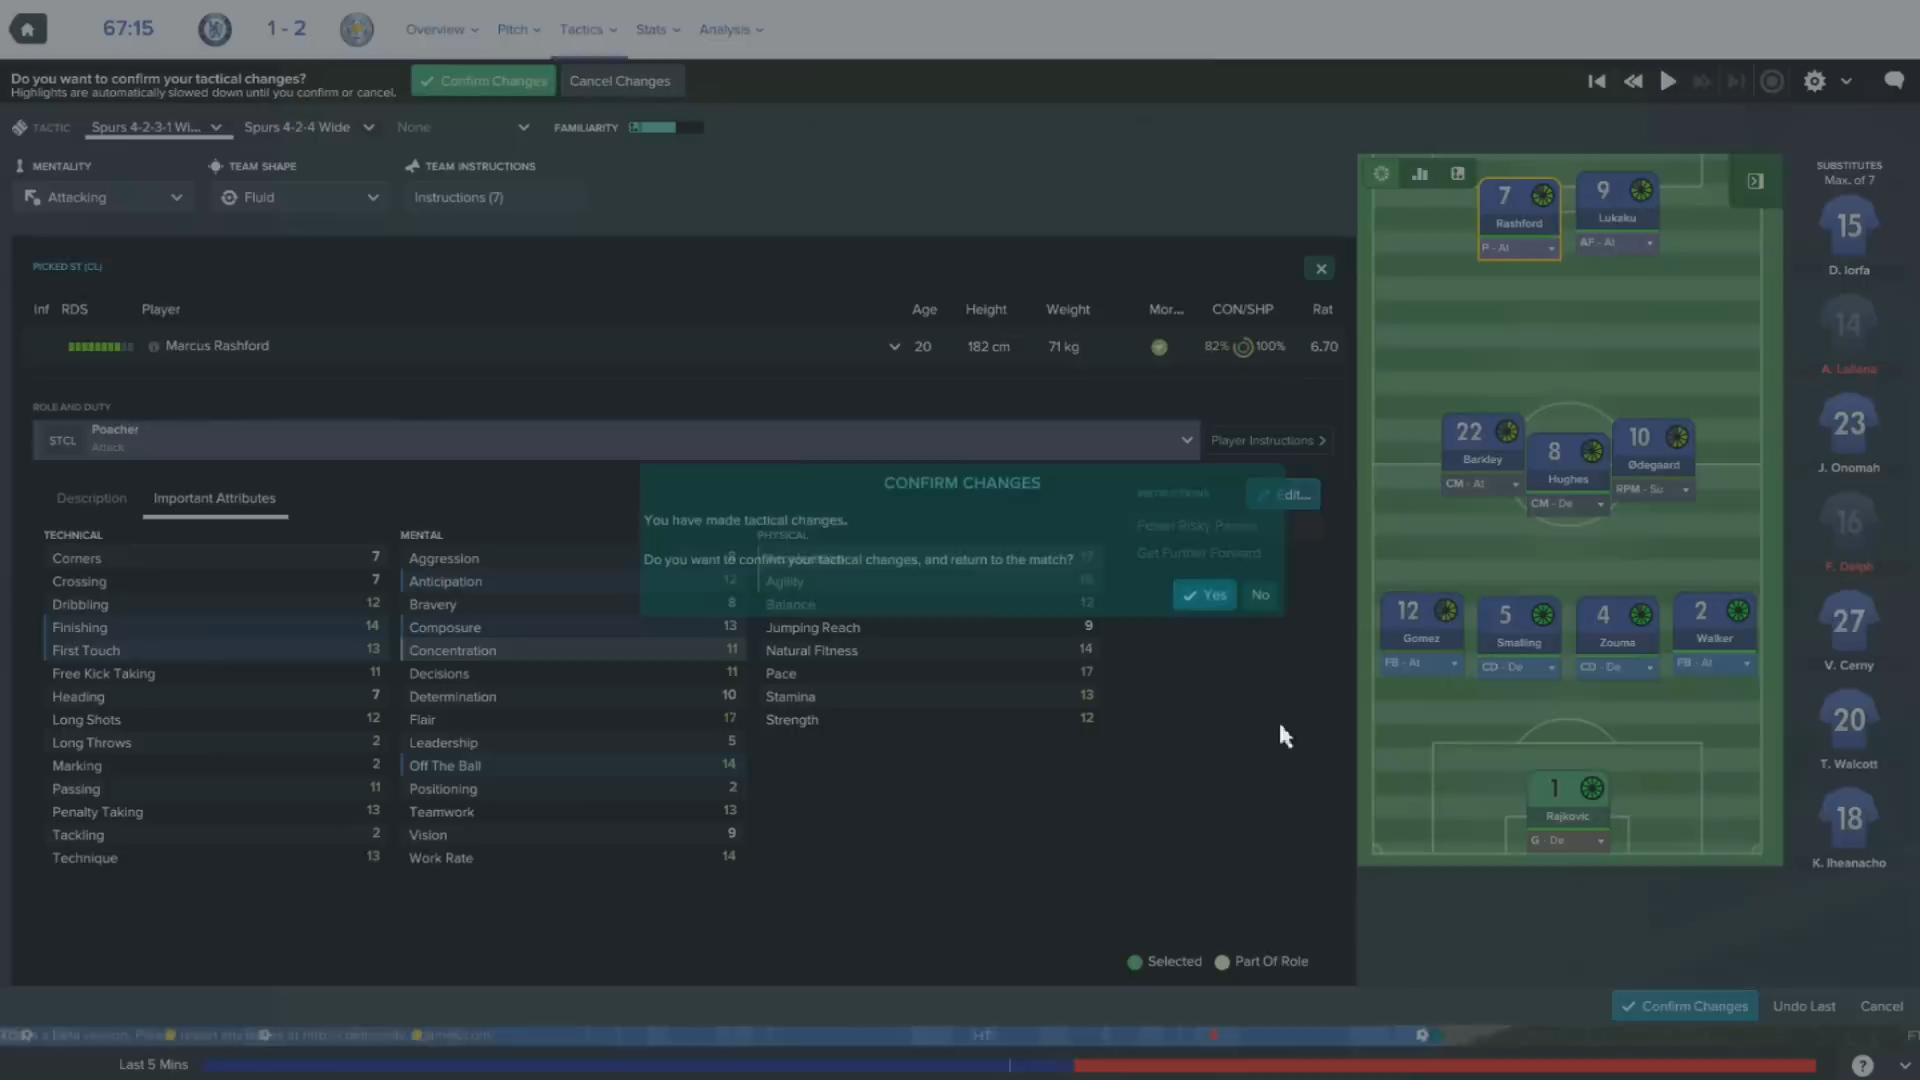 67:15 1 - 2 Overview Pitch Tactics Stats Analysis
Do you want to confirm your tactical changes?
Highlights are automatically slowed down until you confirm or cancel.
Confirm Changes Cancel Changes
TACTIC Spurs 4-2-3-1 Wi... Spurs 4-2-4 Wide None FAMILIARITY
MENTALITY TEAM SHAPE TEAM INSTRUCTIONS
Attacking Fluid Instructions (7)
PICKED ST (CL)
Inf RDS Player Age Height Weight Mor... CON/SHP Rat
Marcus Rashford 20 182 cm 71 kg 82% 100% 6.70
ROLE AND DUTY
STCL Poacher
Attack
Player Instructions
Description Important Attributes
CONFIRM CHANGES
You have made tactical changes.
Do you want to confirm your tactical changes, and return to the match?
Yes No
INSTRUCTIONS Edit...
Fewer Risky Passes
Get Further Forward
TECHNICAL
Corners 7
Crossing 7
Dribbling 12
Finishing 14
First Touch 13
Free Kick Taking 11
Heading 7
Long Shots 12
Long Throws 2
Marking 2
Passing 11
Penalty Taking 13
Tackling 2
Technique 13
MENTAL
Aggression
Anticipation 12
Bravery 8
Composure 13
Concentration 11
Decisions 11
Determination 10
Flair 17
Leadership 5
Off The Ball 14
Positioning 2
Teamwork 13
Vision 9
Work Rate 14
PHYSICAL
Agility
Balance 12
Jumping Reach 9
Natural Fitness 14
Pace 17
Stamina 13
Strength 12
Selected Part Of Role
7 Rashford P - At
9 Lukaku AF - At
22 Barkley CM - At
8 Hughes CM - De
10 Ødegaard RPM - Su
12 Gomez FB - At
5 Smalling CD - De
4 Zouma CD - De
2 Walker FB - At
1 Rajkovic G - De
SUBSTITUTES
Max. of 7
15
D. Iorfa
14
A. Lallana
23
J. Onomah
16
F. Delph
27
V. Cerny
20
T. Walcott
18
K. Iheanacho
Confirm Changes Undo Last Cancel
HT
Last 5 Mins
?